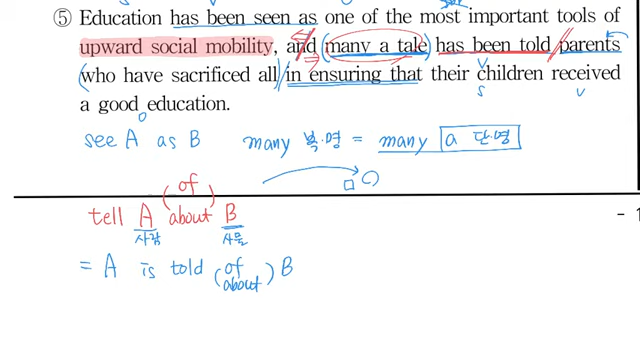 ⑤ Education has been seen as one of the most important tools of
upward social mobility, and many a tale has been told parents
who have sacrificed all in ensuring that their children received
a good education.
S V
V
O
see A as B many 복·명 = many a 단·명
of
tell A about B
사람 사물
= A is told of B
about
- 1